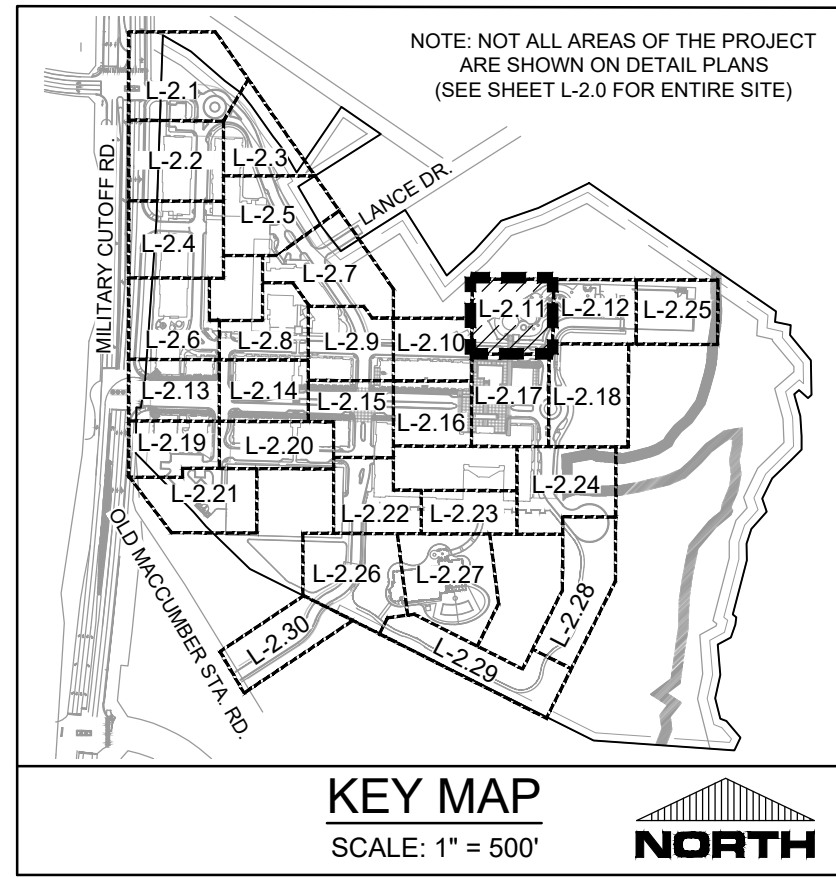 NOTE: NOT ALL AREAS OF THE PROJECT
ARE SHOWN ON DETAIL PLANS
(SEE SHEET L-2.0 FOR ENTIRE SITE)
MILITARY CUTOFF RD.
LANCE DR.
OLD MACCUMBER STA. RD.
L-2.1
L-2.2
L-2.3
L-2.4
L-2.5
L-2.6
L-2.7
L-2.8
L-2.9
L-2.10
L-2.11
L-2.12
L-2.25
L-2.13
L-2.14
L-2.15
L-2.16
L-2.17
L-2.18
L-2.19
L-2.20
L-2.21
L-2.22
L-2.23
L-2.24
L-2.26
L-2.27
L-2.28
L-2.29
L-2.30
KEY MAP
SCALE: 1" = 500'
NORTH